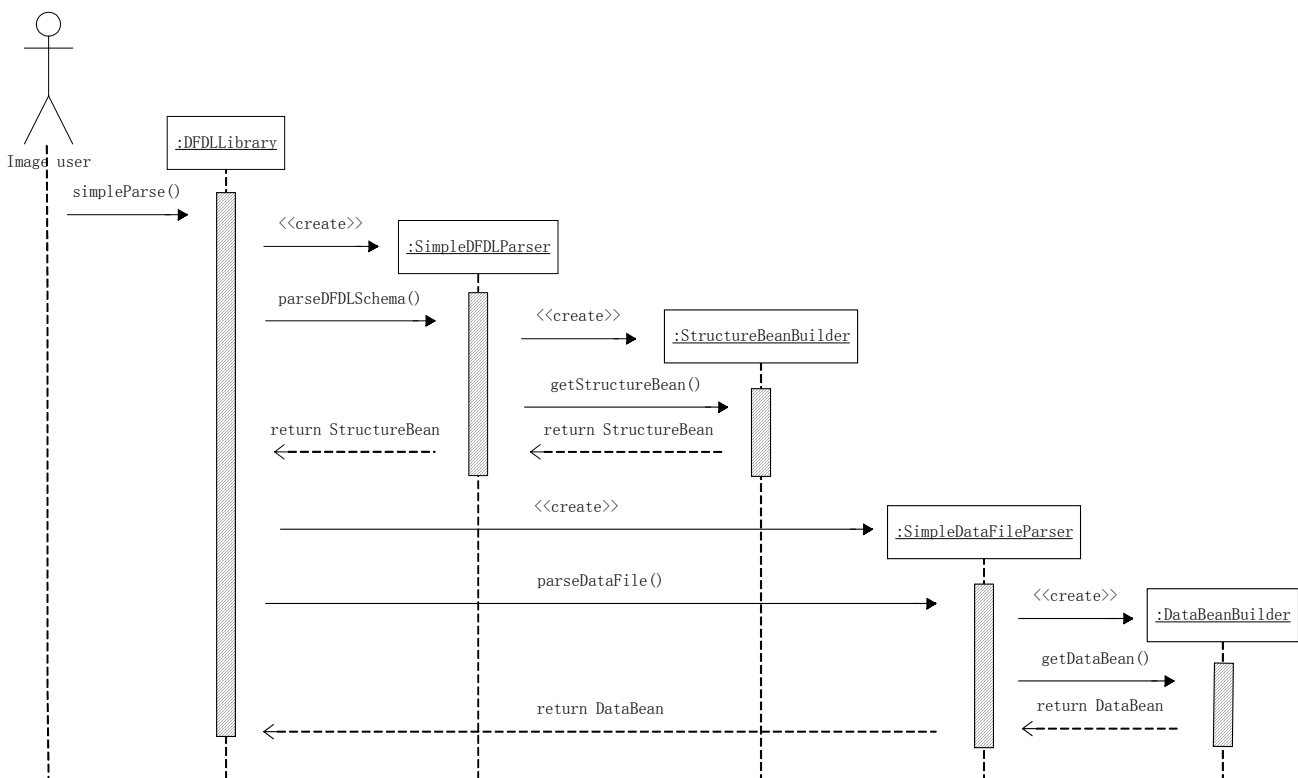 :DFDLLibrary
Image user
simpleParse()
<<create>>
:SimpleDFDLParser
parseDFDLSchema()
<<create>>
:StructureBeanBuilder
getStructureBean()
return StructureBean
return StructureBean
<<create>>
:SimpleDataFileParser
parseDataFile()
<<create>>
:DataBeanBuilder
getDataBean()
return DataBean
return DataBean